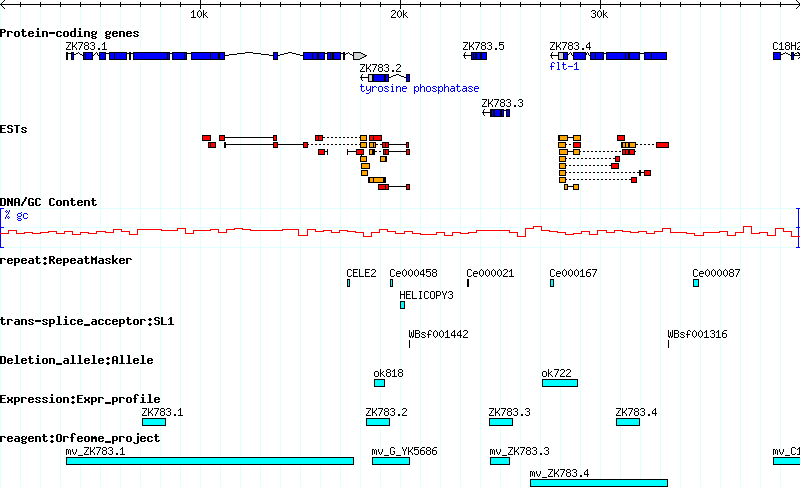 10k 20k 30k
Protein-coding genes
ZK783.1 ZK783.5 ZK783.4 C18H2
flt-1
ZK783.2
tyrosine phosphatase
ZK783.3
ESTs
DNA/GC Content
% gc
repeat:RepeatMasker
CELE2 Ce000458 Ce000021 Ce000167 Ce000087
HELICOPY3
trans-splice_acceptor:SL1
WBsf001442 WBsf001316
Deletion_allele:Allele
ok818 ok722
Expression:Expr_profile
ZK783.1 ZK783.2 ZK783.3 ZK783.4
reagent:Orfeome_project
mv_ZK783.1 mv_G_YK5686 mv_ZK783.3 mv_C1
mv_ZK783.4